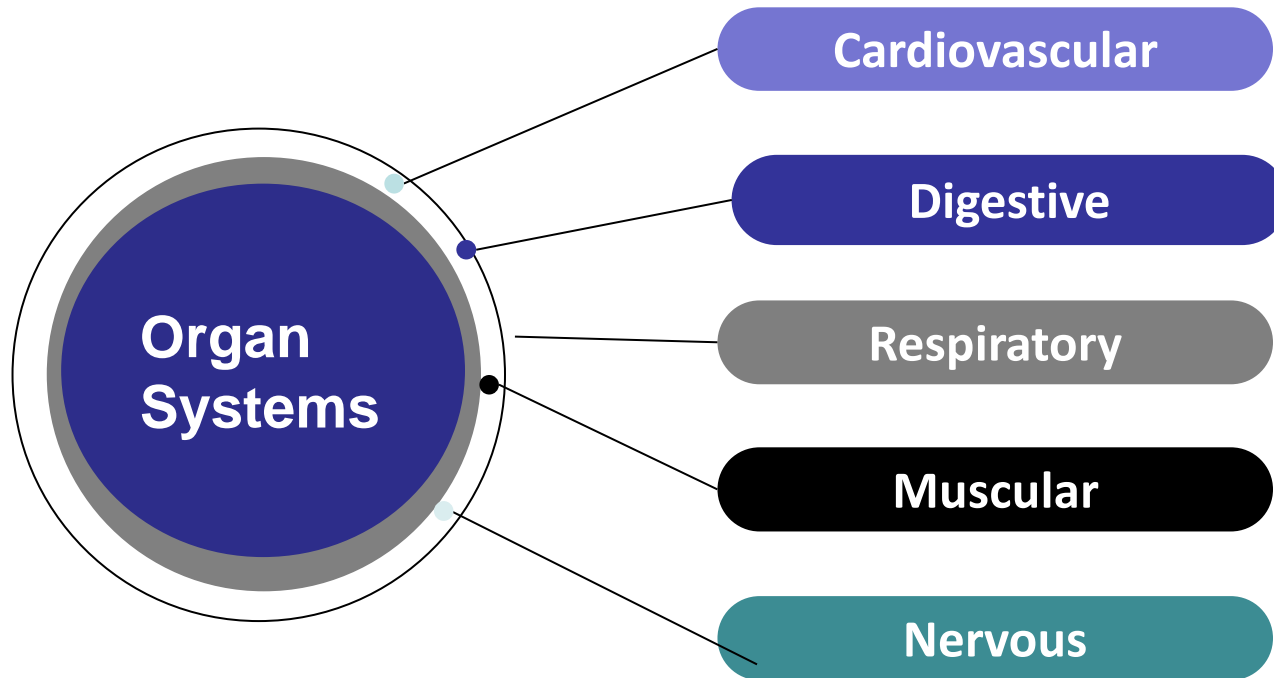 Organ
Systems
Cardiovascular
Digestive
Respiratory
Muscular
Nervous